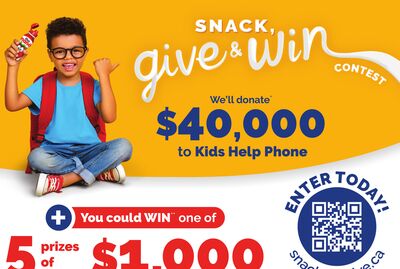 SNACK,
give & win
CONTEST
We'll donate*
$40,000
to Kids Help Phone
ENTER TODAY!
+ You could WIN** one of
5 prizes of $1,000